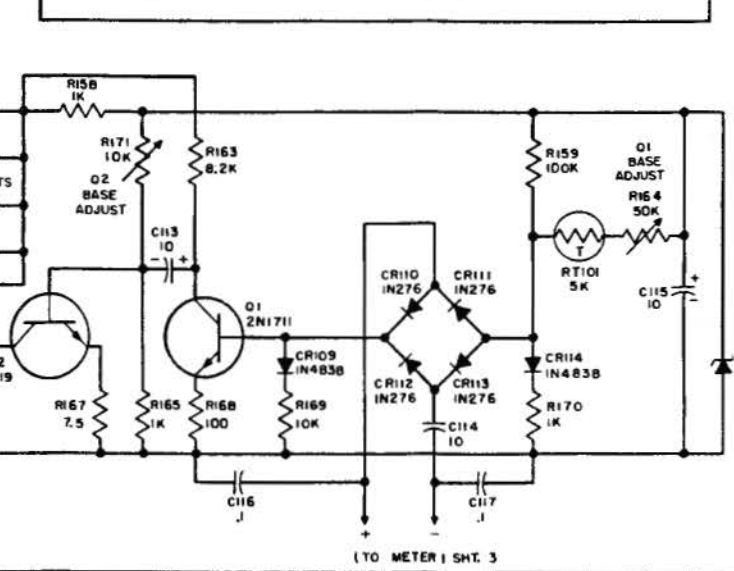 R158
1K
R171
10K
Q2
BASE
ADJUST
R163
8.2K
C113
10
- +
TS
R159
100K
Q1
BASE
ADJUST
R164
50K
T
RT101
5K
C115
10
+
-
CR110
1N276
CR111
1N276
Q1
2N1711
CR109
1N4838
CR112
1N276
CR113
1N276
CR114
1N4838
2
19
R167
7.5
R165
1K
R168
100
R169
10K
C114
10
R170
1K
C116
.1
C117
.1
+ -
(TO METER) SHT. 3